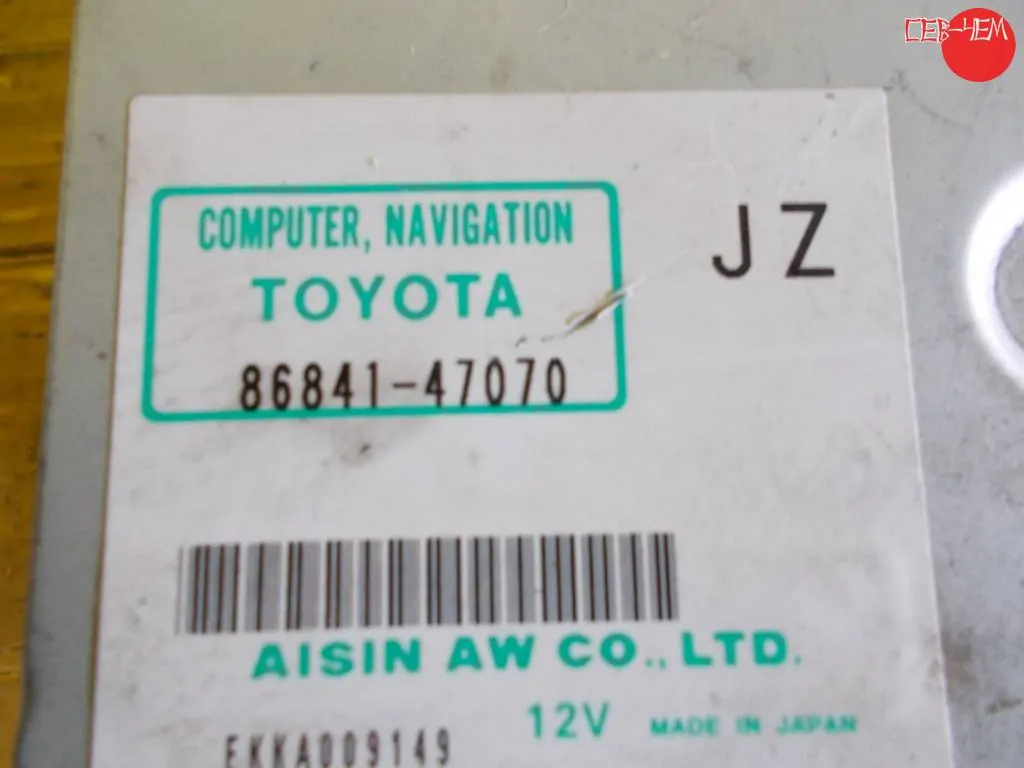 СЕВ-ЧЕМ
COMPUTER, NAVIGATION
TOYOTA
86841-47070
JZ
AISIN AW CO., LTD.
12V MADE IN JAPAN
EKKA009149